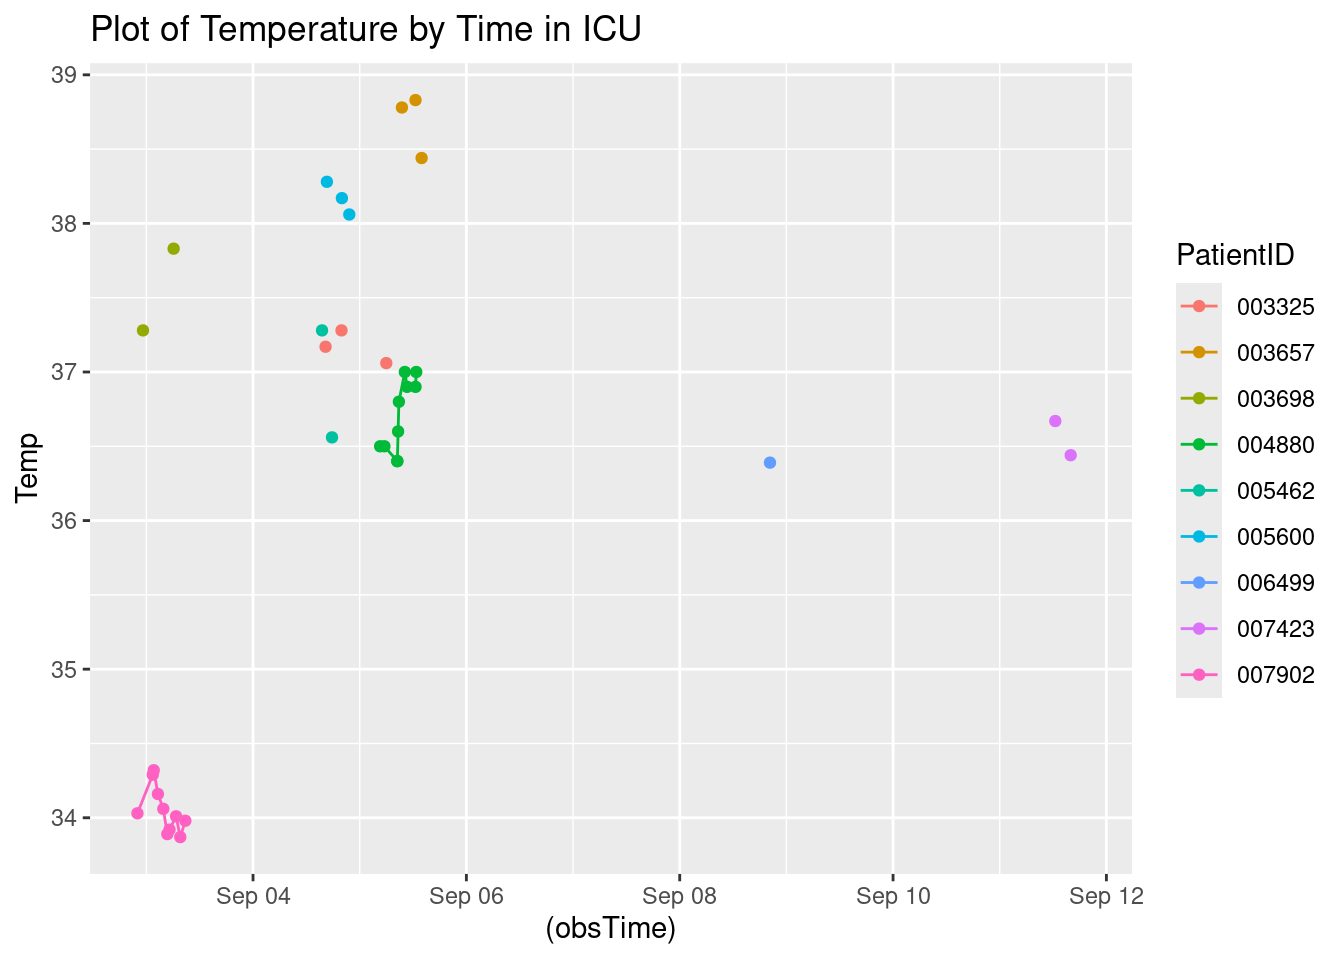 Plot of Temperature by Time in ICU
39
38
37
36
35
34
Temp
Sep 04
Sep 06
Sep 08
Sep 10
Sep 12
(obsTime)
PatientID
003325
003657
003698
004880
005462
005600
006499
007423
007902